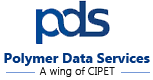 pds
Polymer Data Services
A wing of CIPET